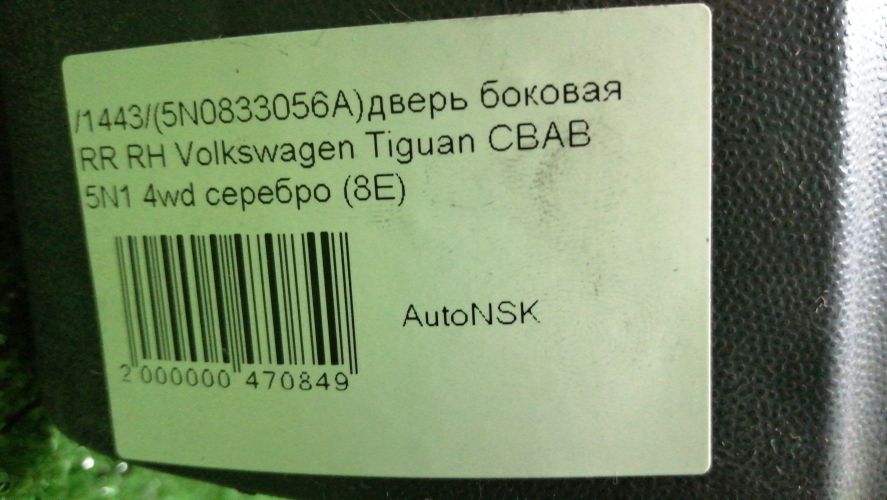 /1443/(5N0833056A)дверь боковая
RR RH Volkswagen Tiguan CBAB
5N1 4wd серебро (8E)
AutoNSK
2 000000 470849